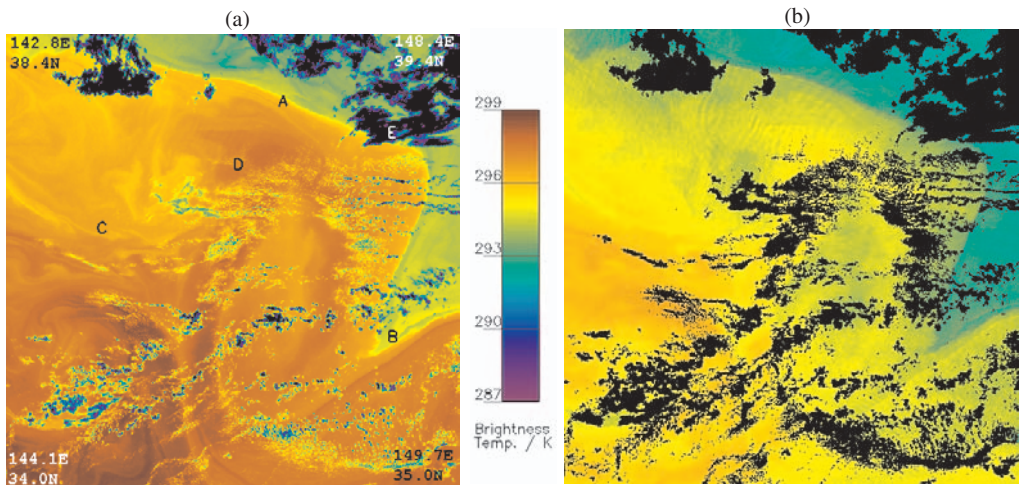 (a)
(b)
142.8E
38.4N
148.4E
39.4N
A
E
D
C
B
144.1E
34.0N
149.7E
35.0N
299
296
293
290
287
Brightness
Temp. / K